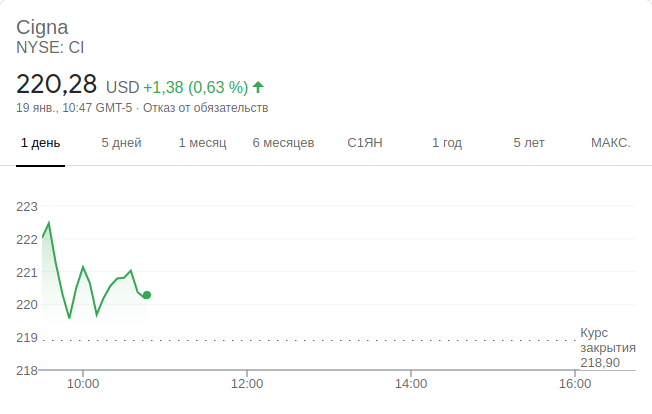 Cigna
NYSE: CI
220,28 USD +1,38 (0,63 %)
19 янв., 10:47 GMT-5 · Отказ от обязательств
1 день 5 дней 1 месяц 6 месяцев С1ЯН 1 год 5 лет МАКС.
223
222
221
220
219
218
Курс
закрытия
218,90
10:00 12:00 14:00 16:00